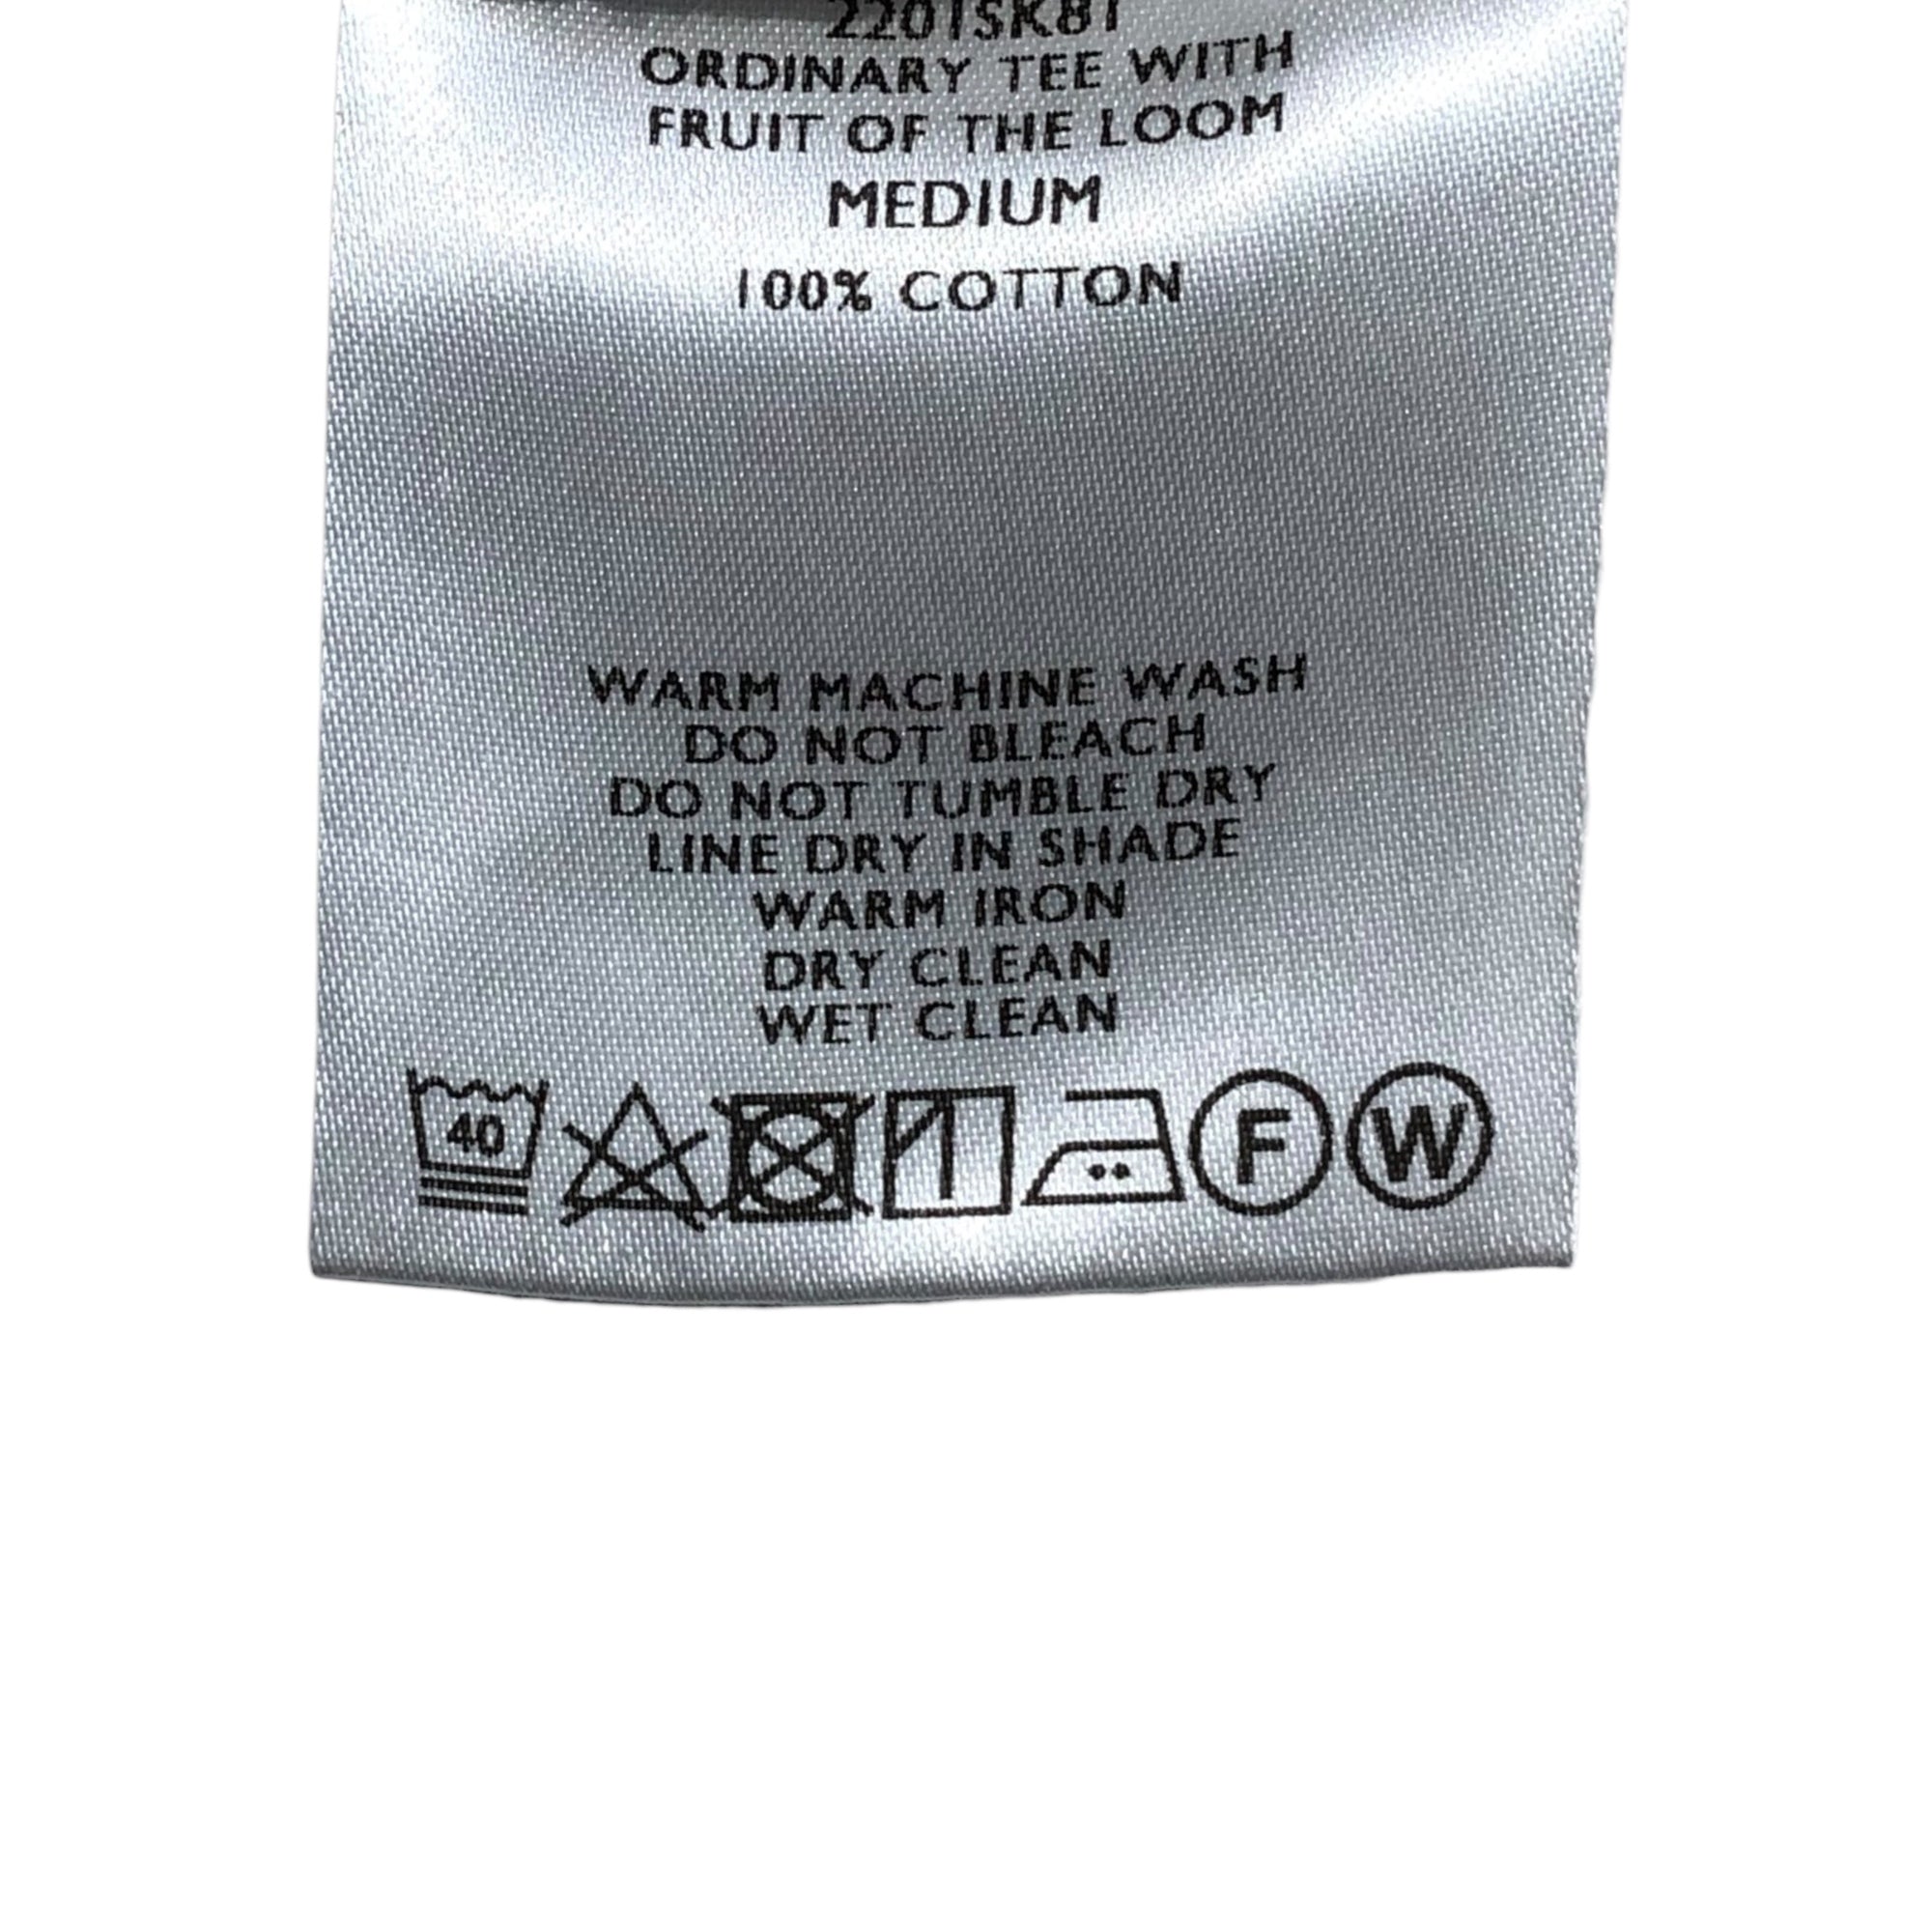 2201SK81
ORDINARY TEE WITH
FRUIT OF THE LOOM
MEDIUM
100% COTTON
WARM MACHINE WASH
DO NOT BLEACH
DO NOT TUMBLE DRY
LINE DRY IN SHADE
WARM IRON
DRY CLEAN
WET CLEAN
40 F W